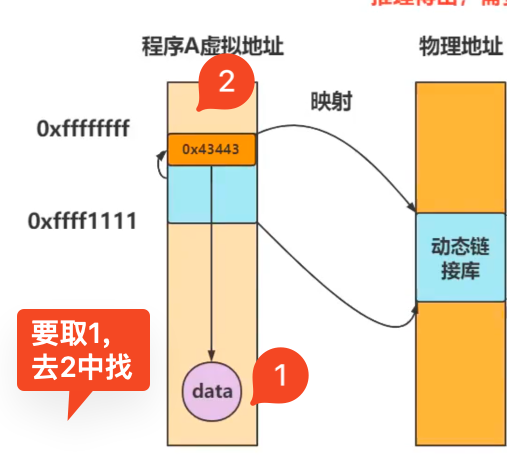 程序A虚拟地址
物理地址
2
映射
0xffffffff
0x43443
0xffff1111
动态链
接库
要取1,
去2中找
data
1